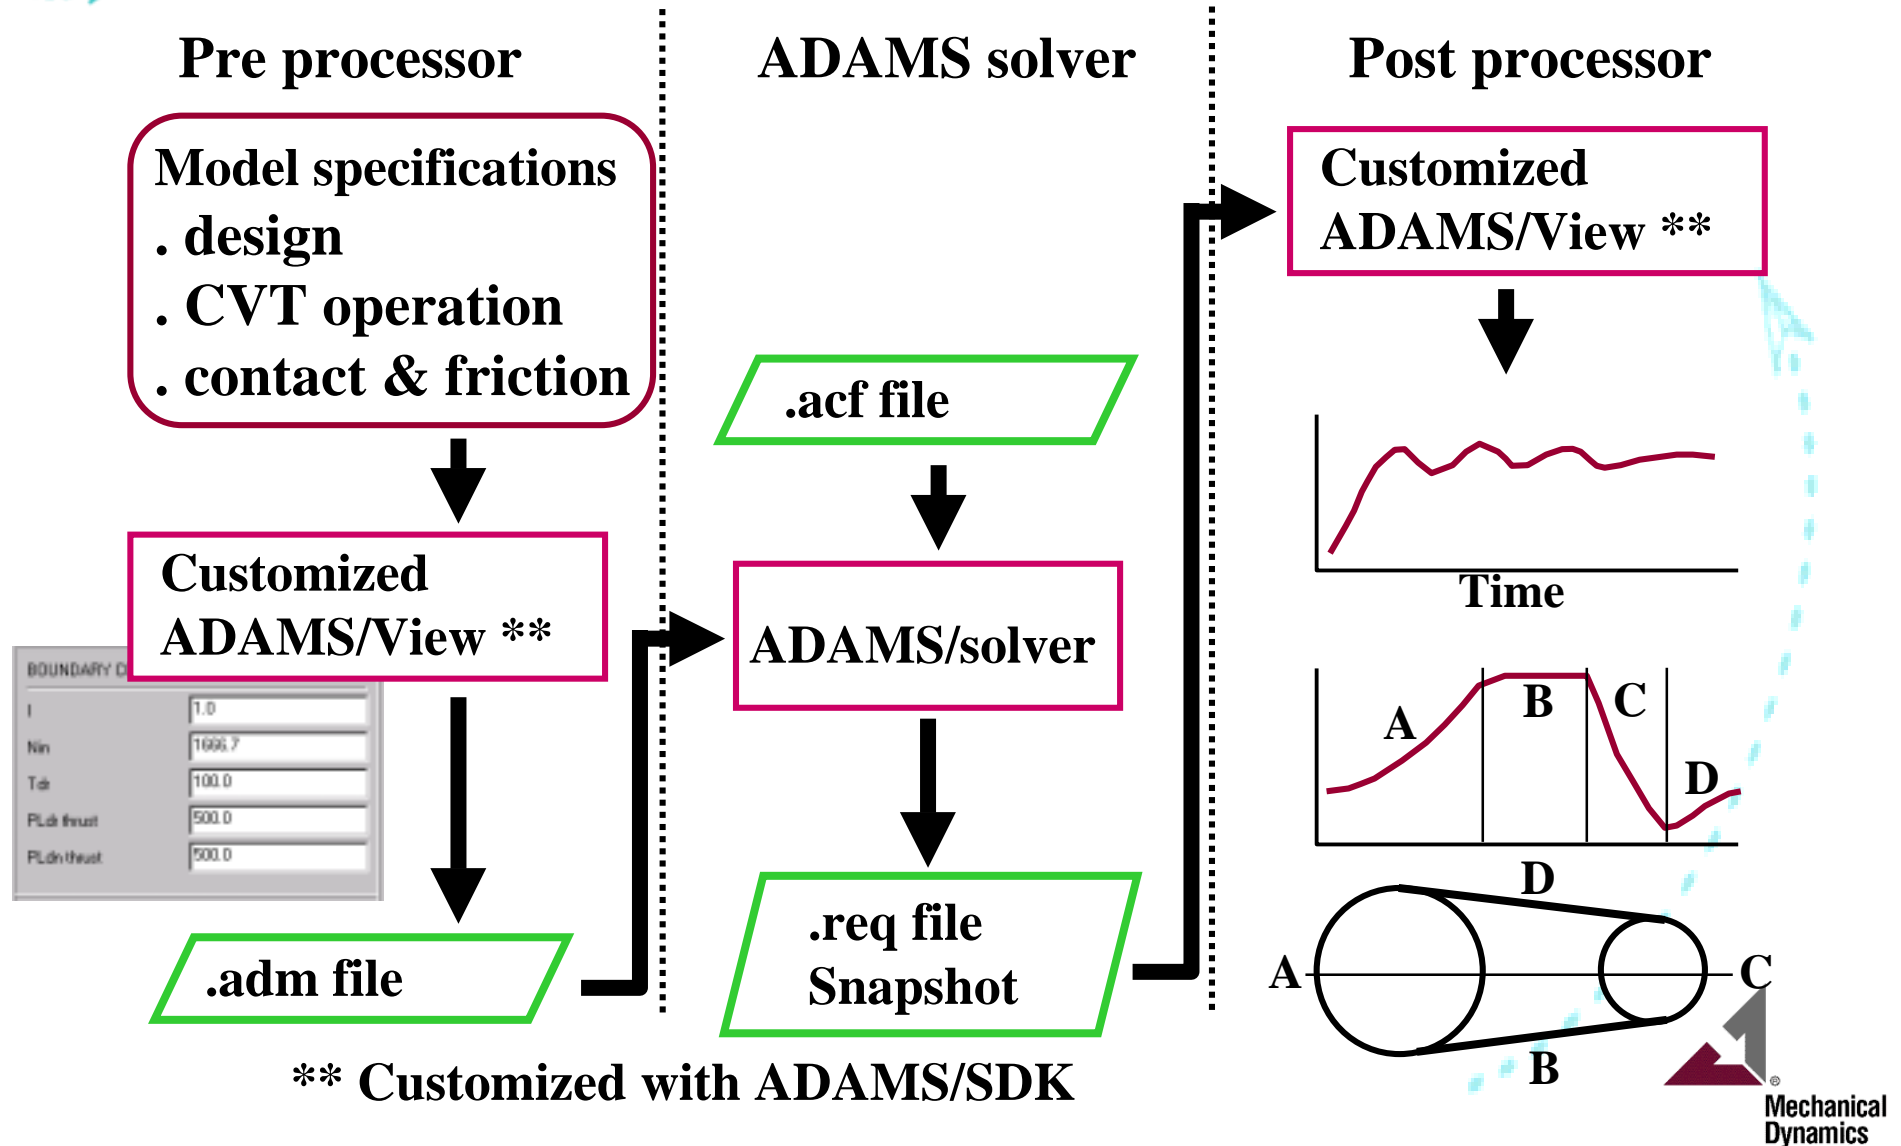 Pre processor
ADAMS solver
Post processor
Model specifications
. design
. CVT operation
. contact & friction
Customized
ADAMS/View **
BOUNDARY
I
1.0
Nin
1666.7
Tdr
100.0
PLdr thrust
500.0
PLdn thrust
500.0
.adm file
.acf file
ADAMS/solver
.req file
Snapshot
Customized
ADAMS/View **
Time
A
B
C
D
D
A
C
B
** Customized with ADAMS/SDK
®
Mechanical
Dynamics